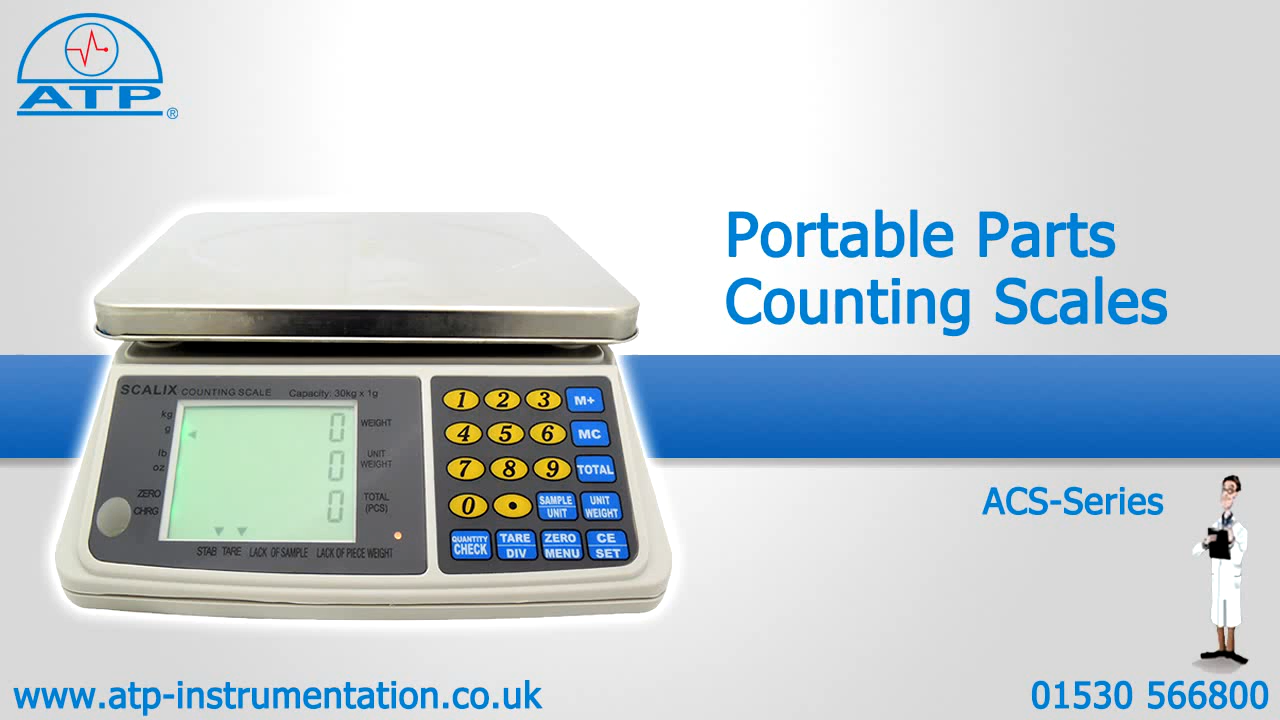 ATP®
Portable Parts
Counting Scales
SCALIX COUNTING SCALE Capacity: 30kg x 1g
kg
g
lb
oz
ZERO
CHRG
0 WEIGHT
0 UNIT WEIGHT
0 TOTAL (PCS)
STAB TARE LACK OF SAMPLE LACK OF PIECE WEIGHT
1 2 3 M+
4 5 6 MC
7 8 9 TOTAL
0 • SAMPLE UNIT UNIT WEIGHT
QUANTITY CHECK TARE DIV ZERO MENU CE SET
ACS-Series
www.atp-instrumentation.co.uk
01530 566800